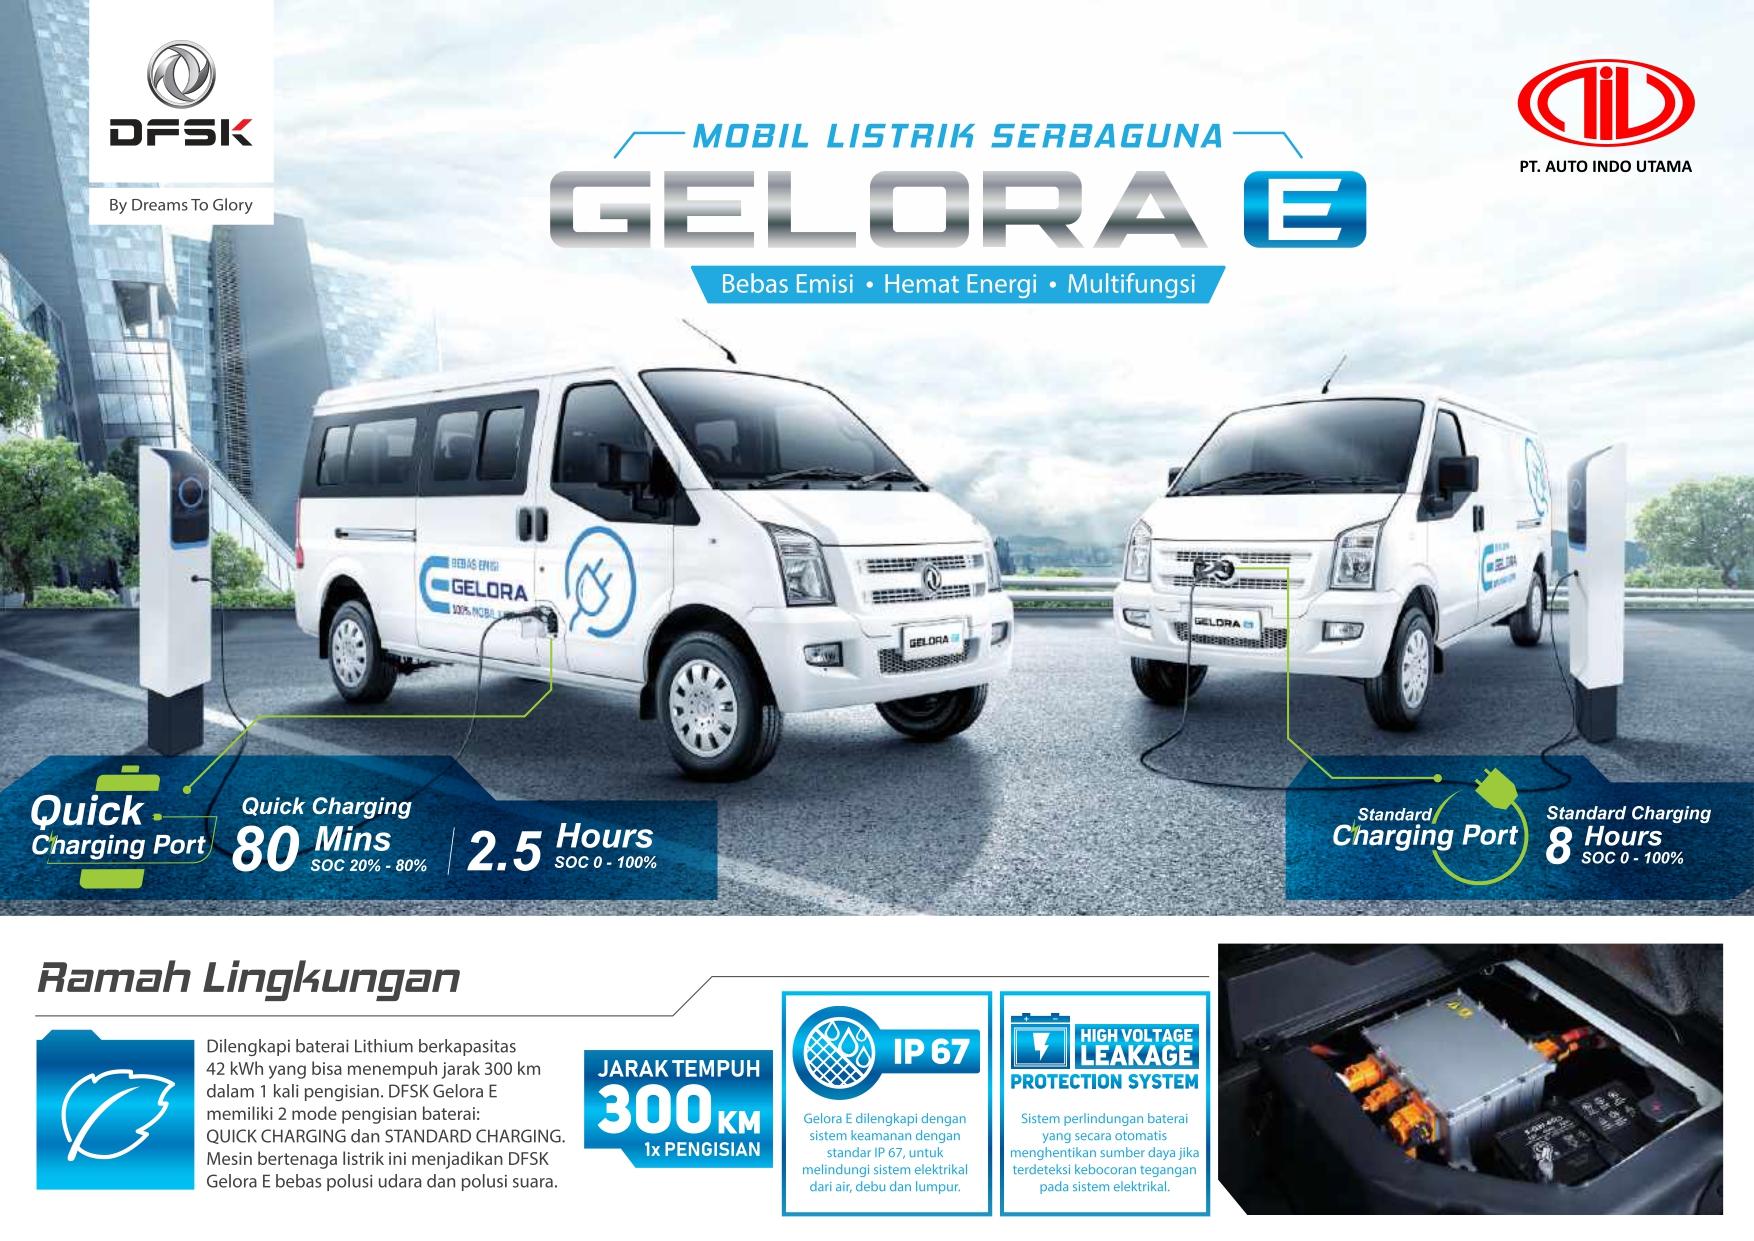 DFSK
By Dreams To Glory
MOBIL LISTRIK SERBAGUNA
GELORA E
Bebas Emisi • Hemat Energi • Multifungsi
AIU
PT. AUTO INDO UTAMA
BEBAS EMISI
GELORA
100% MOBIL
GELORA E
GELORA E
GELORA
Quick
Charging Port
Quick Charging
80 Mins
SOC 20% - 80%
2.5 Hours
SOC 0 - 100%
Standard
Charging Port
Standard Charging
8 Hours
SOC 0 - 100%
Ramah Lingkungan
Dilengkapi baterai Lithium berkapasitas
42 kWh yang bisa menempuh jarak 300 km
dalam 1 kali pengisian. DFSK Gelora E
memiliki 2 mode pengisian baterai:
QUICK CHARGING dan STANDARD CHARGING.
Mesin bertenaga listrik ini menjadikan DFSK
Gelora E bebas polusi udara dan polusi suara.
JARAK TEMPUH
300 KM
1x PENGISIAN
IP 67
Gelora E dilengkapi dengan
sistem keamanan dengan
standar IP 67, untuk
melindungi sistem elektrikal
dari air, debu dan lumpur.
HIGH VOLTAGE
LEAKAGE
PROTECTION SYSTEM
Sistem perlindungan baterai
yang secara otomatis
menghentikan sumber daya jika
terdeteksi kebocoran tegangan
pada sistem elektrikal.